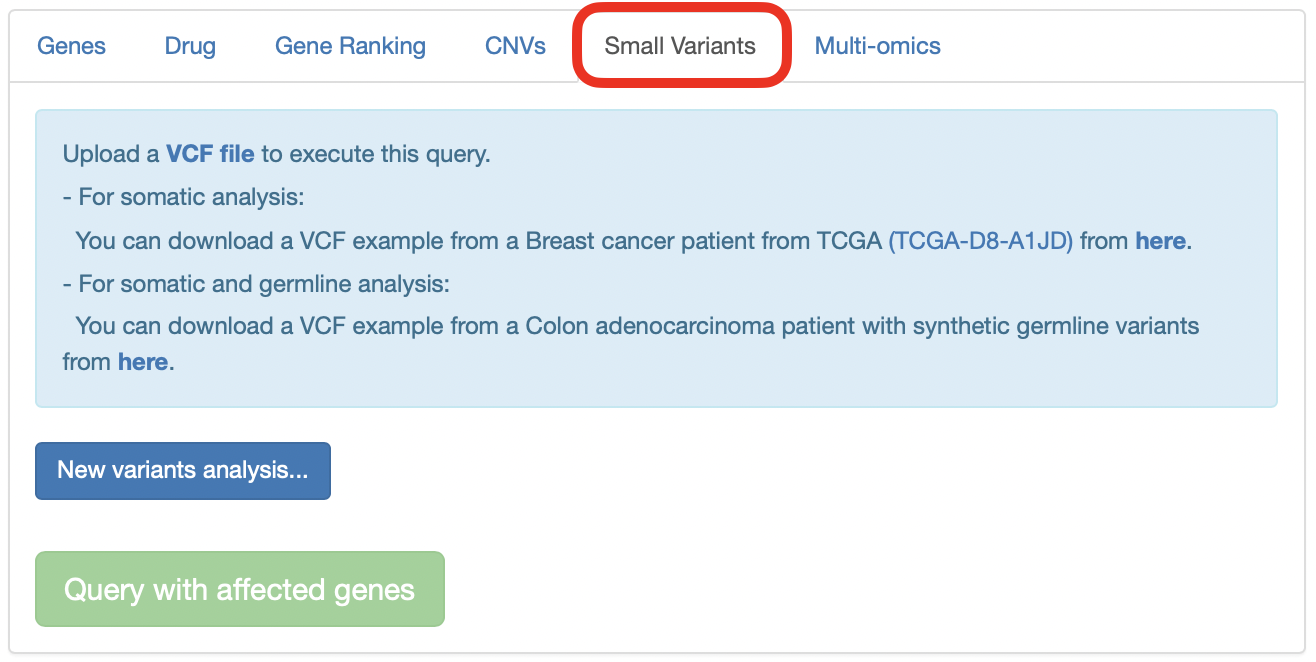 Genes Drug Gene Ranking CNVs Small Variants Multi-omics
Upload a VCF file to execute this query.
- For somatic analysis:
You can download a VCF example from a Breast cancer patient from TCGA (TCGA-D8-A1JD) from here.
- For somatic and germline analysis:
You can download a VCF example from a Colon adenocarcinoma patient with synthetic germline variants
from here.
New variants analysis...
Query with affected genes